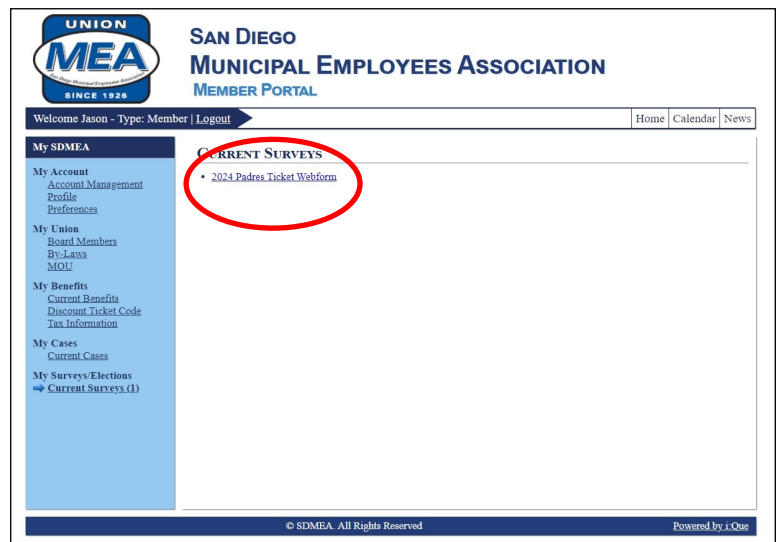 UNION
MEA
San Diego Municipal Employees Association
SINCE 1926
SAN DIEGO
MUNICIPAL EMPLOYEES ASSOCIATION
MEMBER PORTAL
Welcome Jason - Type: Member | Logout
Home Calendar News
My SDMEA
My Account
Account Management
Profile
Preferences
My Union
Board Members
By-Laws
MOU
My Benefits
Current Benefits
Discount Ticket Code
Tax Information
My Cases
Current Cases
My Surveys/Elections
Current Surveys (1)
CURRENT SURVEYS
• 2024 Padres Ticket Webform
© SDMEA. All Rights Reserved
Powered by i:Que